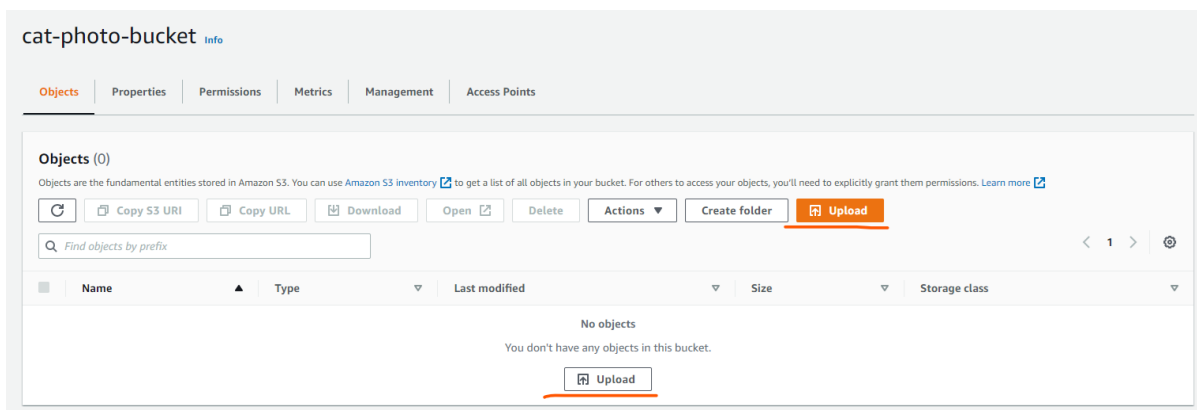 cat-photo-bucket Info
Objects Properties Permissions Metrics Management Access Points
Objects (0)
Objects are the fundamental entities stored in Amazon S3. You can use Amazon S3 inventory to get a list of all objects in your bucket. For others to access your objects, you'll need to explicitly grant them permissions. Learn more
Copy S3 URI Copy URL Download Open Delete Actions Create folder Upload
Find objects by prefix 1
Name Type Last modified Size Storage class
No objects
You don't have any objects in this bucket.
Upload